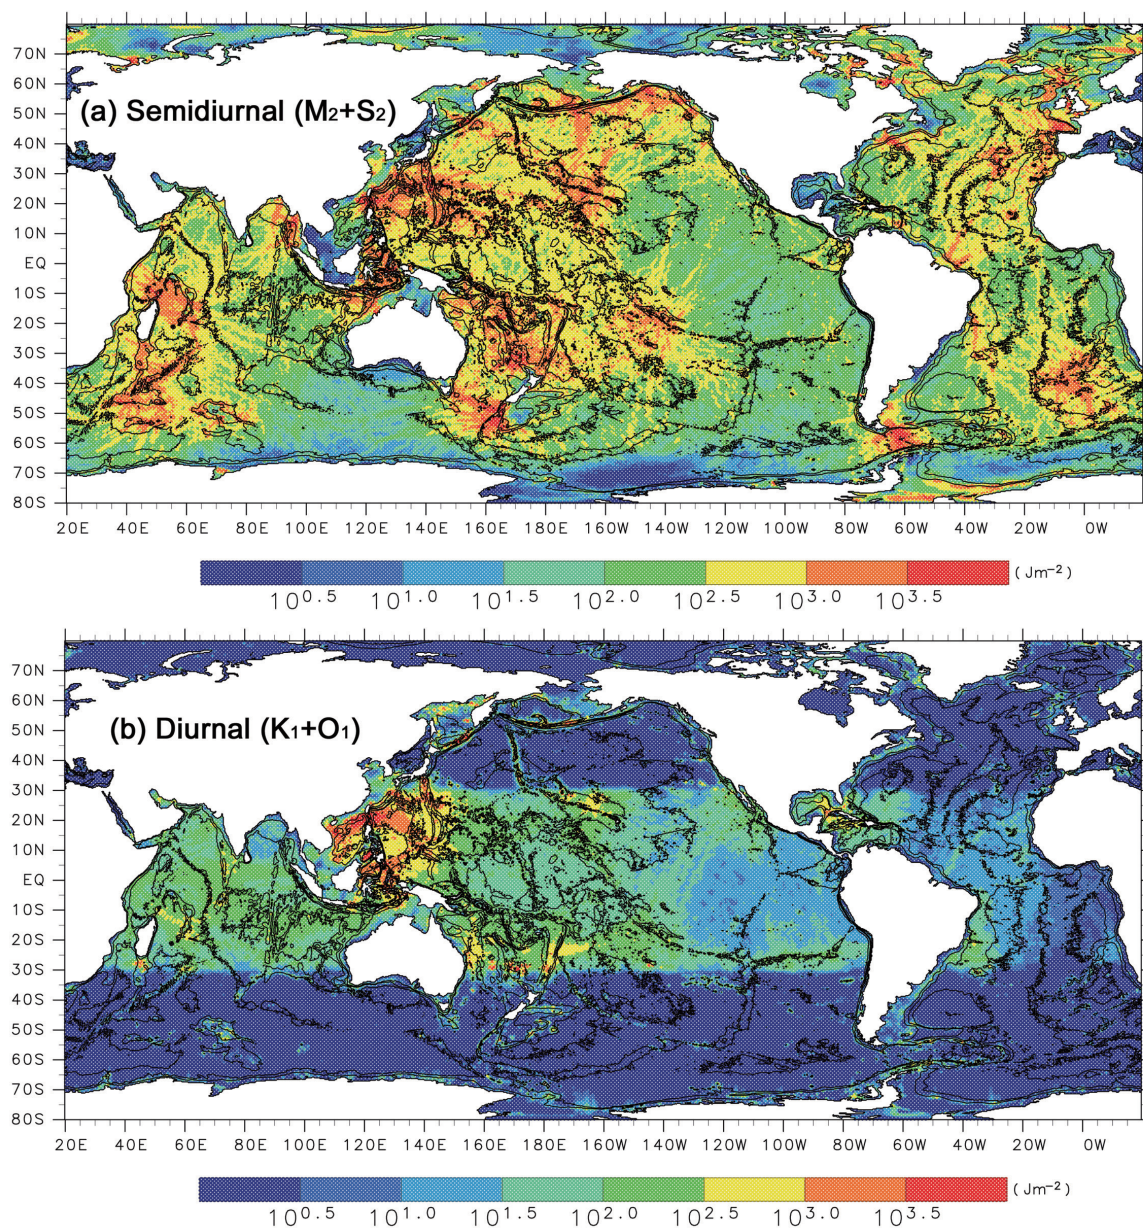 70N
60N
50N
(a) Semidiurnal (M₂+S₂)
40N
30N
20N
10N
EQ
10S
20S
30S
40S
50S
60S
70S
80S
20E 40E 60E 80E 100E 120E 140E 160E 180E 160W 140W 120W 100W 80W 60W 40W 20W 0W
10^0.5 10^1.0 10^1.5 10^2.0 10^2.5 10^3.0 10^3.5 (Jm⁻²)
70N
60N
50N
(b) Diurnal (K₁+O₁)
40N
30N
20N
10N
EQ
10S
20S
30S
40S
50S
60S
70S
80S
20E 40E 60E 80E 100E 120E 140E 160E 180E 160W 140W 120W 100W 80W 60W 40W 20W 0W
10^0.5 10^1.0 10^1.5 10^2.0 10^2.5 10^3.0 10^3.5 (Jm⁻²)